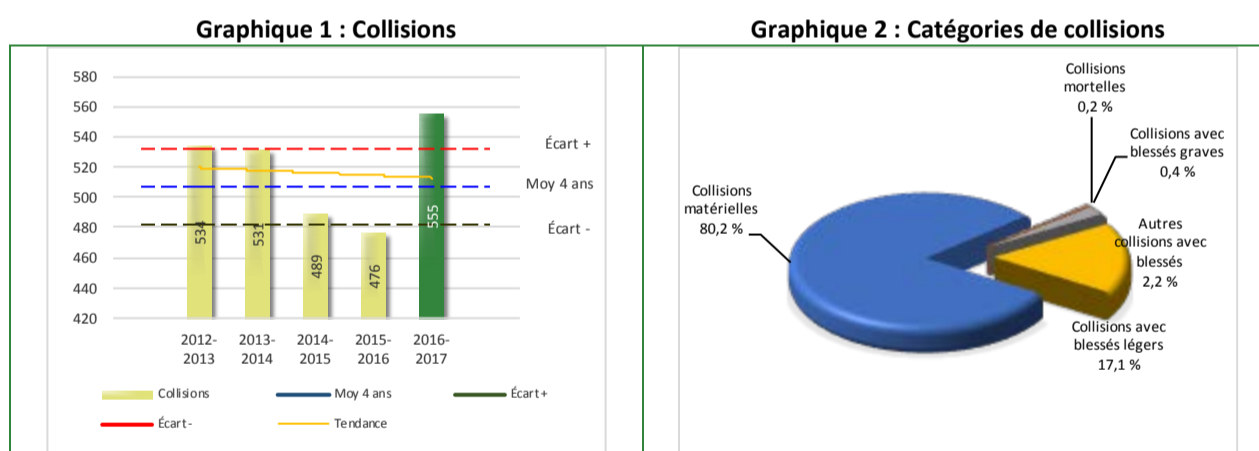 Graphique 1 : Collisions
580
560
540
520
500
480
460
440
420
534
531
489
476
555
Écart +
Moy 4 ans
Écart -
2012-
2013
2013-
2014
2014-
2015
2015-
2016
2016-
2017
Collisions
Moy 4 ans
Écart+
Écart-
Tendance
Graphique 2 : Catégories de collisions
Collisions
mortelles
0,2 %
Collisions avec
blessés graves
0,4 %
Collisions
matérielles
80,2 %
Autres
collisions avec
blessés
2,2 %
Collisions avec
blessés légers
17,1 %